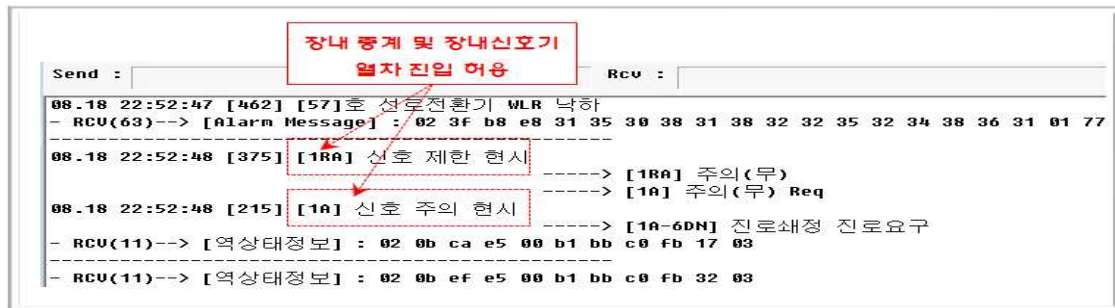 장내 중계 및 장내신호기
열차 진입 허용
Send :
Rcv :
08.18 22:52:47 [462] [57]호 선로전환기 WLR 낙하
- RCV(63)--> [Alarm Message] : 02 3f b8 e8 31 35 30 38 31 38 32 32 35 32 34 38 36 31 01 77
08.18 22:52:48 [375] [1RA] 신호 제한 현시
-----> [1RA] 주의(무)
-----> [1A] 주의(무) Req
08.18 22:52:48 [215] [1A] 신호 주의 현시
-----> [1A-6DN] 진로쇄정 진로요구
- RCV(11)--> [역상태정보] : 02 0b ca e5 00 b1 bb c0 fb 17 03
- RCV(11)--> [역상태정보] : 02 0b ef e5 00 b1 bb c0 fb 32 03